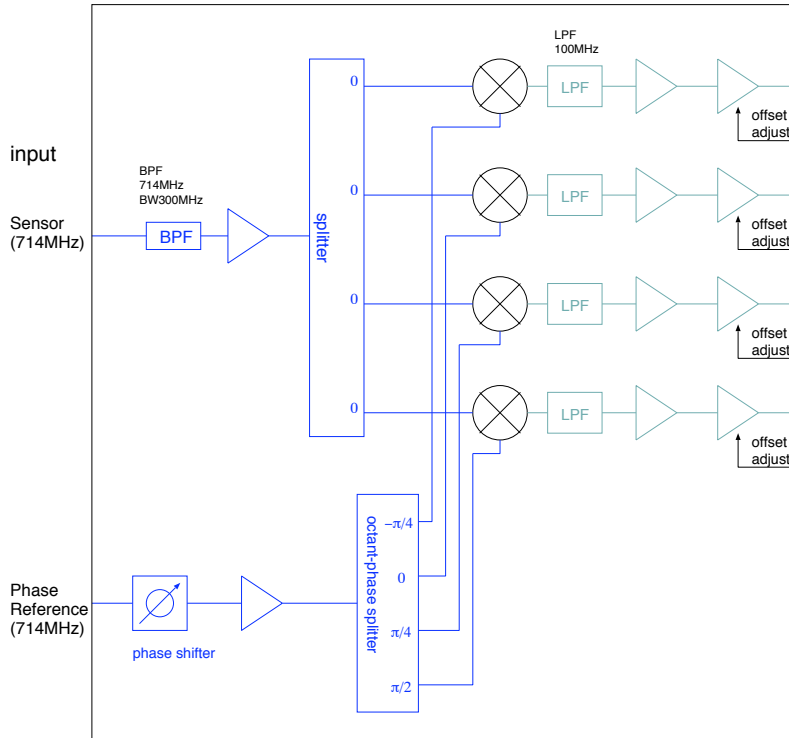 LPF
100MHz
0
LPF
offset
adjust
input
BPF
714MHz
BW300MHz
0
LPF
Sensor
(714MHz)
BPF
splitter
offset
adjust
0
LPF
offset
adjust
0
LPF
offset
adjust
octant-phase splitter
−π/4
Phase
Reference
(714MHz)
0
phase shifter
π/4
π/2